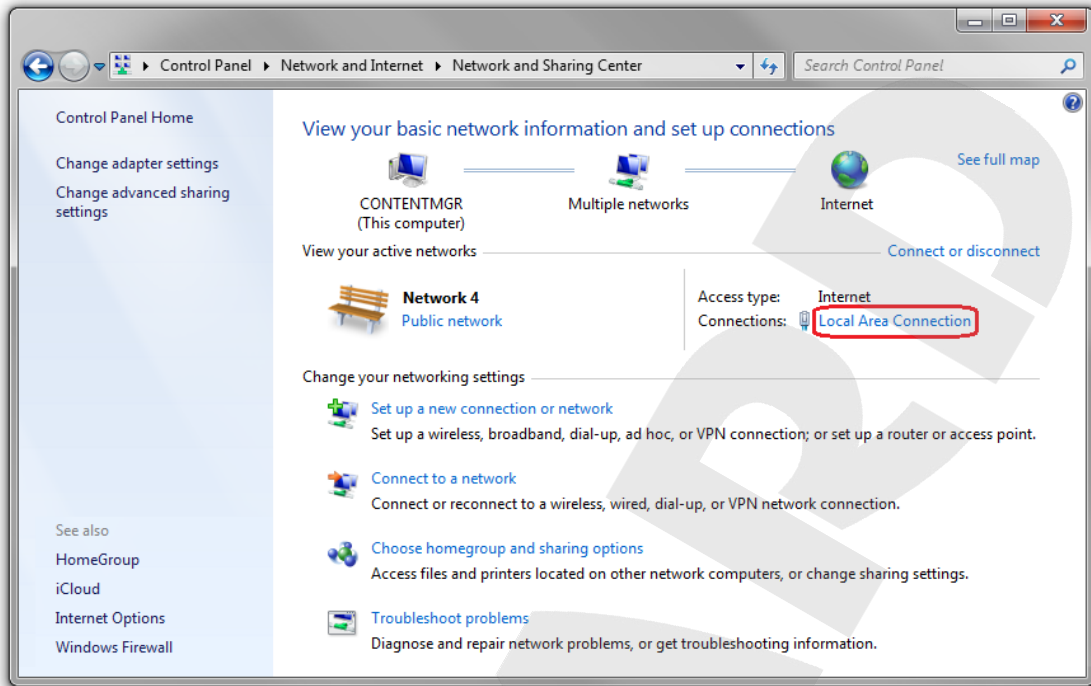 Control Panel ▸ Network and Internet ▸ Network and Sharing Center
Search Control Panel
Control Panel Home
Change adapter settings
Change advanced sharing
settings
View your basic network information and set up connections
See full map
CONTENTMGR
(This computer)
Multiple networks
Internet
View your active networks
Connect or disconnect
Network 4
Public network
Access type: Internet
Connections: Local Area Connection
Change your networking settings
Set up a new connection or network
Set up a wireless, broadband, dial-up, ad hoc, or VPN connection; or set up a router or access point.
Connect to a network
Connect or reconnect to a wireless, wired, dial-up, or VPN network connection.
Choose homegroup and sharing options
Access files and printers located on other network computers, or change sharing settings.
Troubleshoot problems
Diagnose and repair network problems, or get troubleshooting information.
See also
HomeGroup
iCloud
Internet Options
Windows Firewall